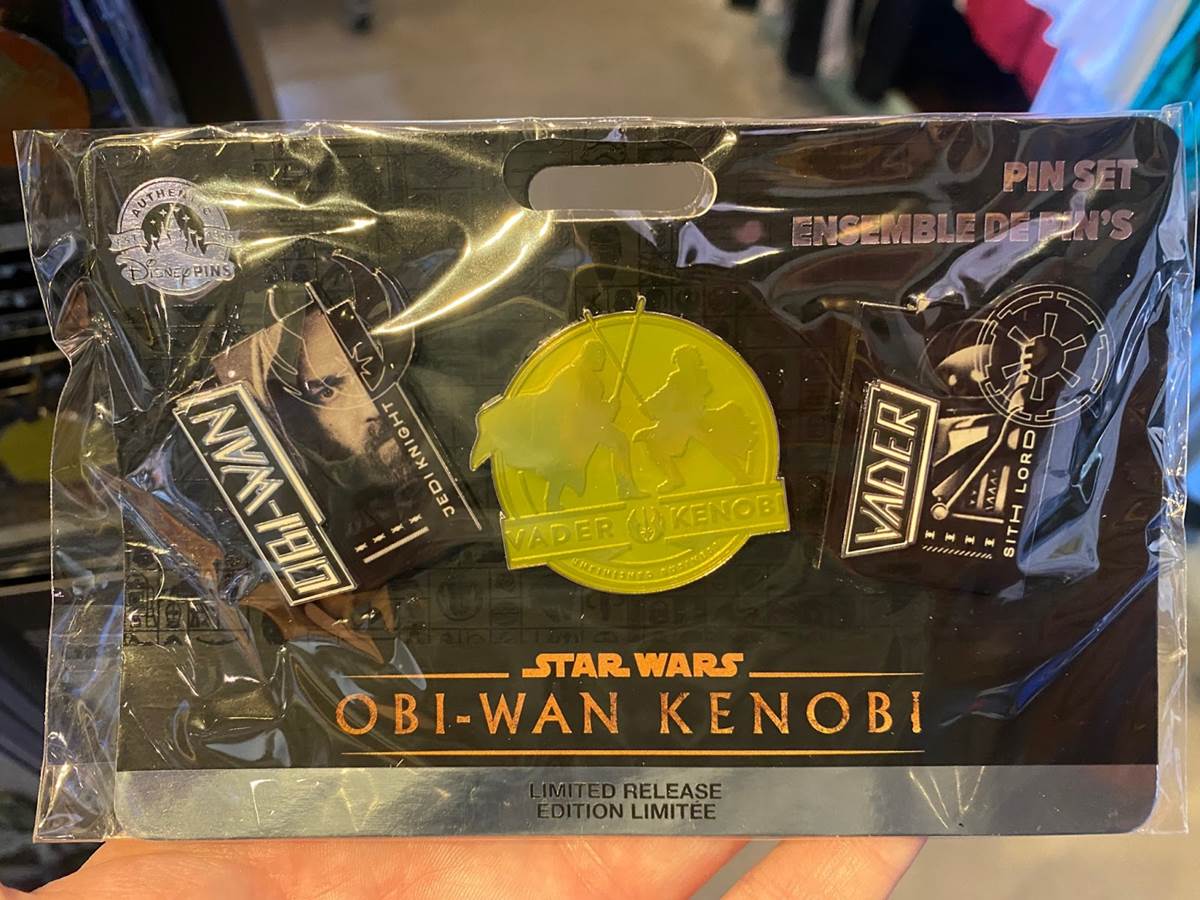 PIN SET
ENSEMBLE DE PIN'S
AUTHENTIC
DISNEY PINS
OBI-WAN
JEDI KNIGHT
VADER KENOBI
VADER
SITH LORD
STAR WARS
OBI-WAN KENOBI
LIMITED RELEASE
EDITION LIMITÉE